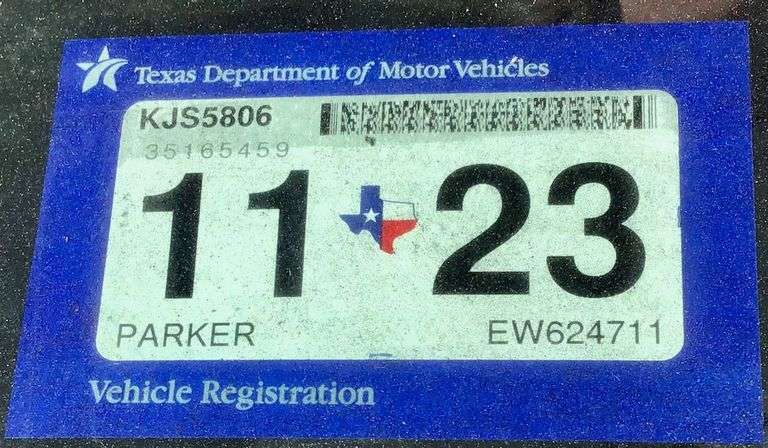 Texas Department of Motor Vehicles
KJS5806
35165459
11 23
PARKER EW624711
Vehicle Registration